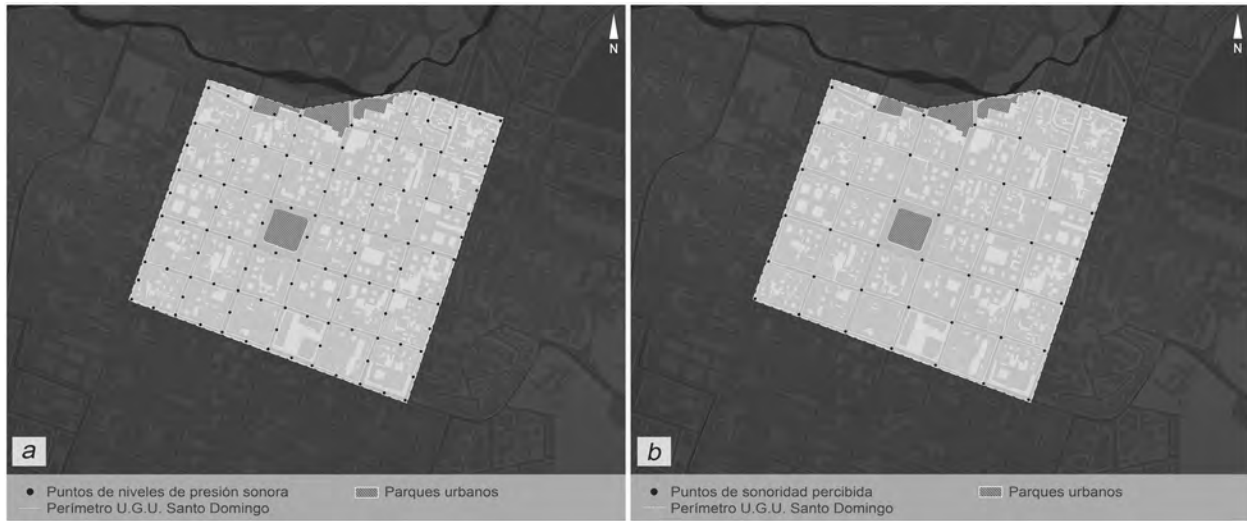 N
N
a
b
Puntos de niveles de presión sonora
Parques urbanos
Perímetro U.G.U. Santo Domingo
Puntos de sonoridad percibida
Parques urbanos
Perímetro U.G.U. Santo Domingo